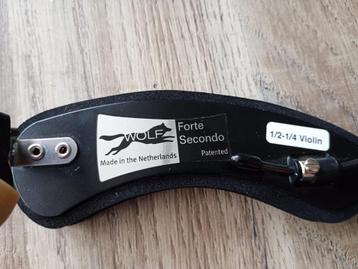 WOLF
Forte
Secondo
Made in the Netherlands
Patented
1/2-1/4 Violin